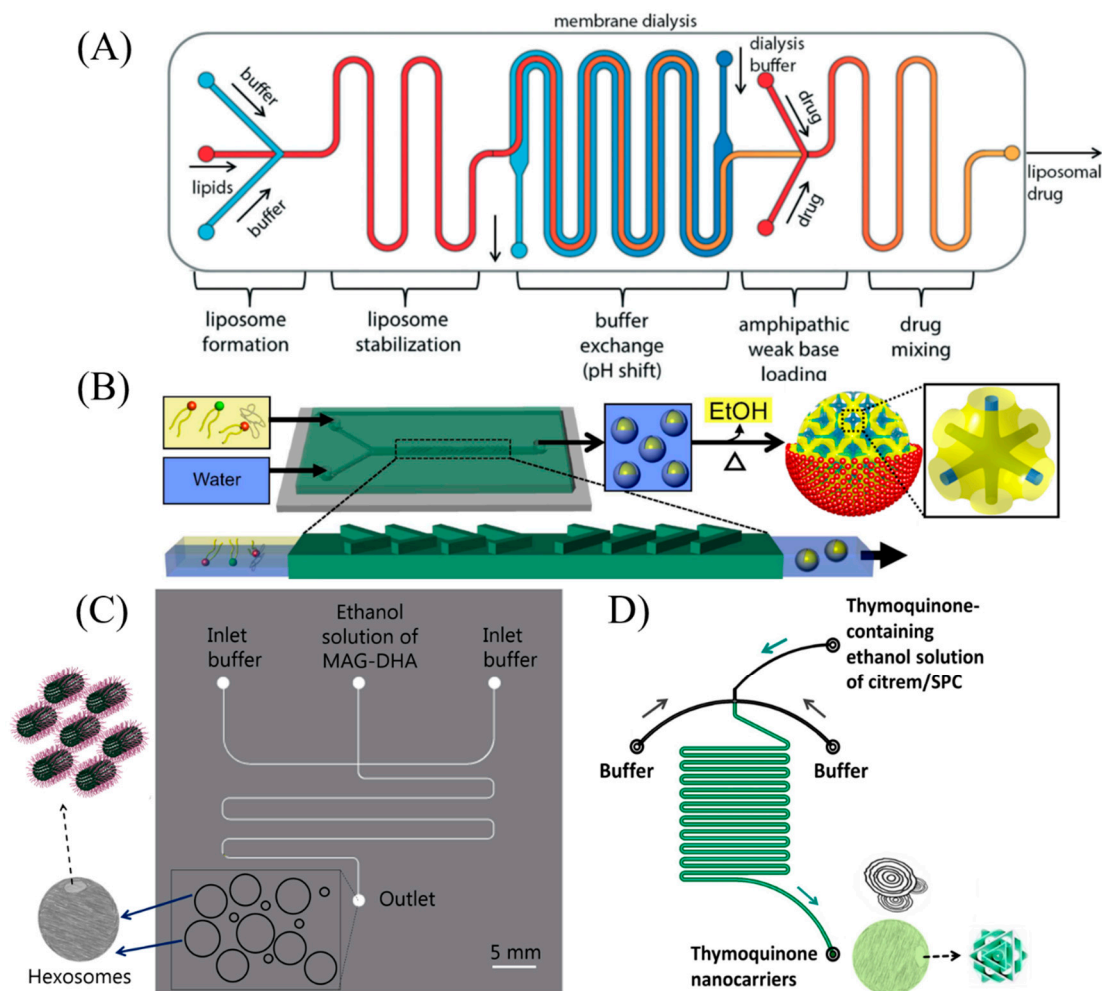 (A)
membrane dialysis
buffer
lipids
buffer
dialysis
buffer
drug
drug
liposomal
drug
liposome
formation
liposome
stabilization
buffer
exchange
(pH shift)
amphipathic
weak base
loading
drug
mixing
(B)
Water
EtOH
Δ
(C)
Inlet
buffer
Ethanol
solution of
MAG-DHA
Inlet
buffer
Outlet
5 mm
Hexosomes
D)
Thymoquinone-
containing
ethanol solution
of citrem/SPC
Buffer
Buffer
Thymoquinone
nanocarriers